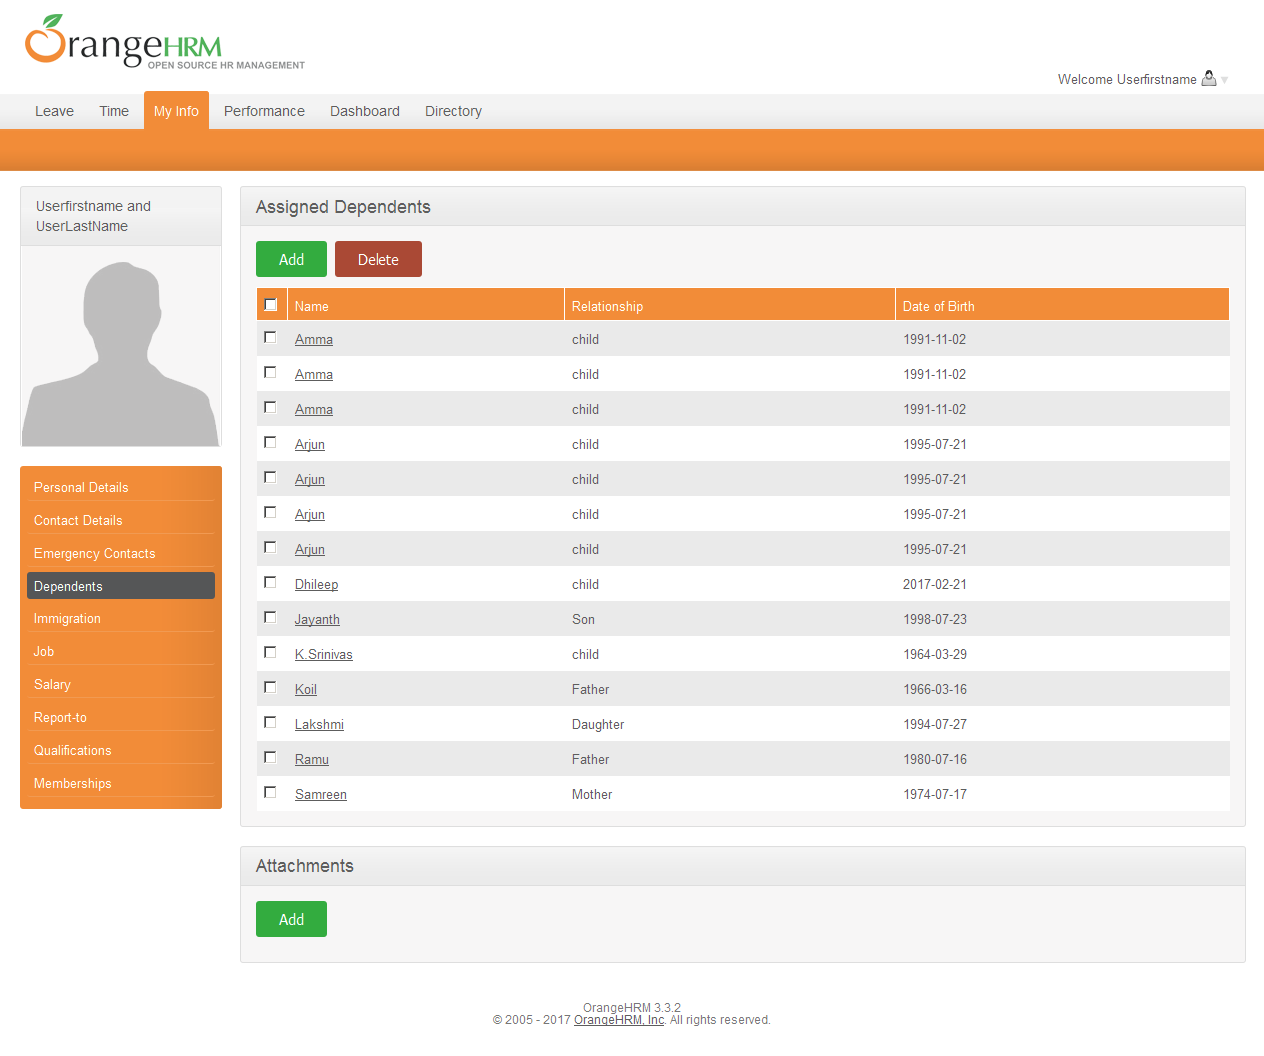 OrangeHRM
OPEN SOURCE HR MANAGEMENT
Welcome Userfirstname
Leave Time My Info Performance Dashboard Directory
Userfirstname and
UserLastName
Personal Details
Contact Details
Emergency Contacts
Dependents
Immigration
Job
Salary
Report-to
Qualifications
Memberships
Assigned Dependents
Add Delete
Name Relationship Date of Birth
Amma child 1991-11-02
Amma child 1991-11-02
Amma child 1991-11-02
Arjun child 1995-07-21
Arjun child 1995-07-21
Arjun child 1995-07-21
Arjun child 1995-07-21
Dhileep child 2017-02-21
Jayanth Son 1998-07-23
K.Srinivas child 1964-03-29
Koil Father 1966-03-16
Lakshmi Daughter 1994-07-27
Ramu Father 1980-07-16
Samreen Mother 1974-07-17
Attachments
Add
OrangeHRM 3.3.2
© 2005 - 2017 OrangeHRM, Inc. All rights reserved.